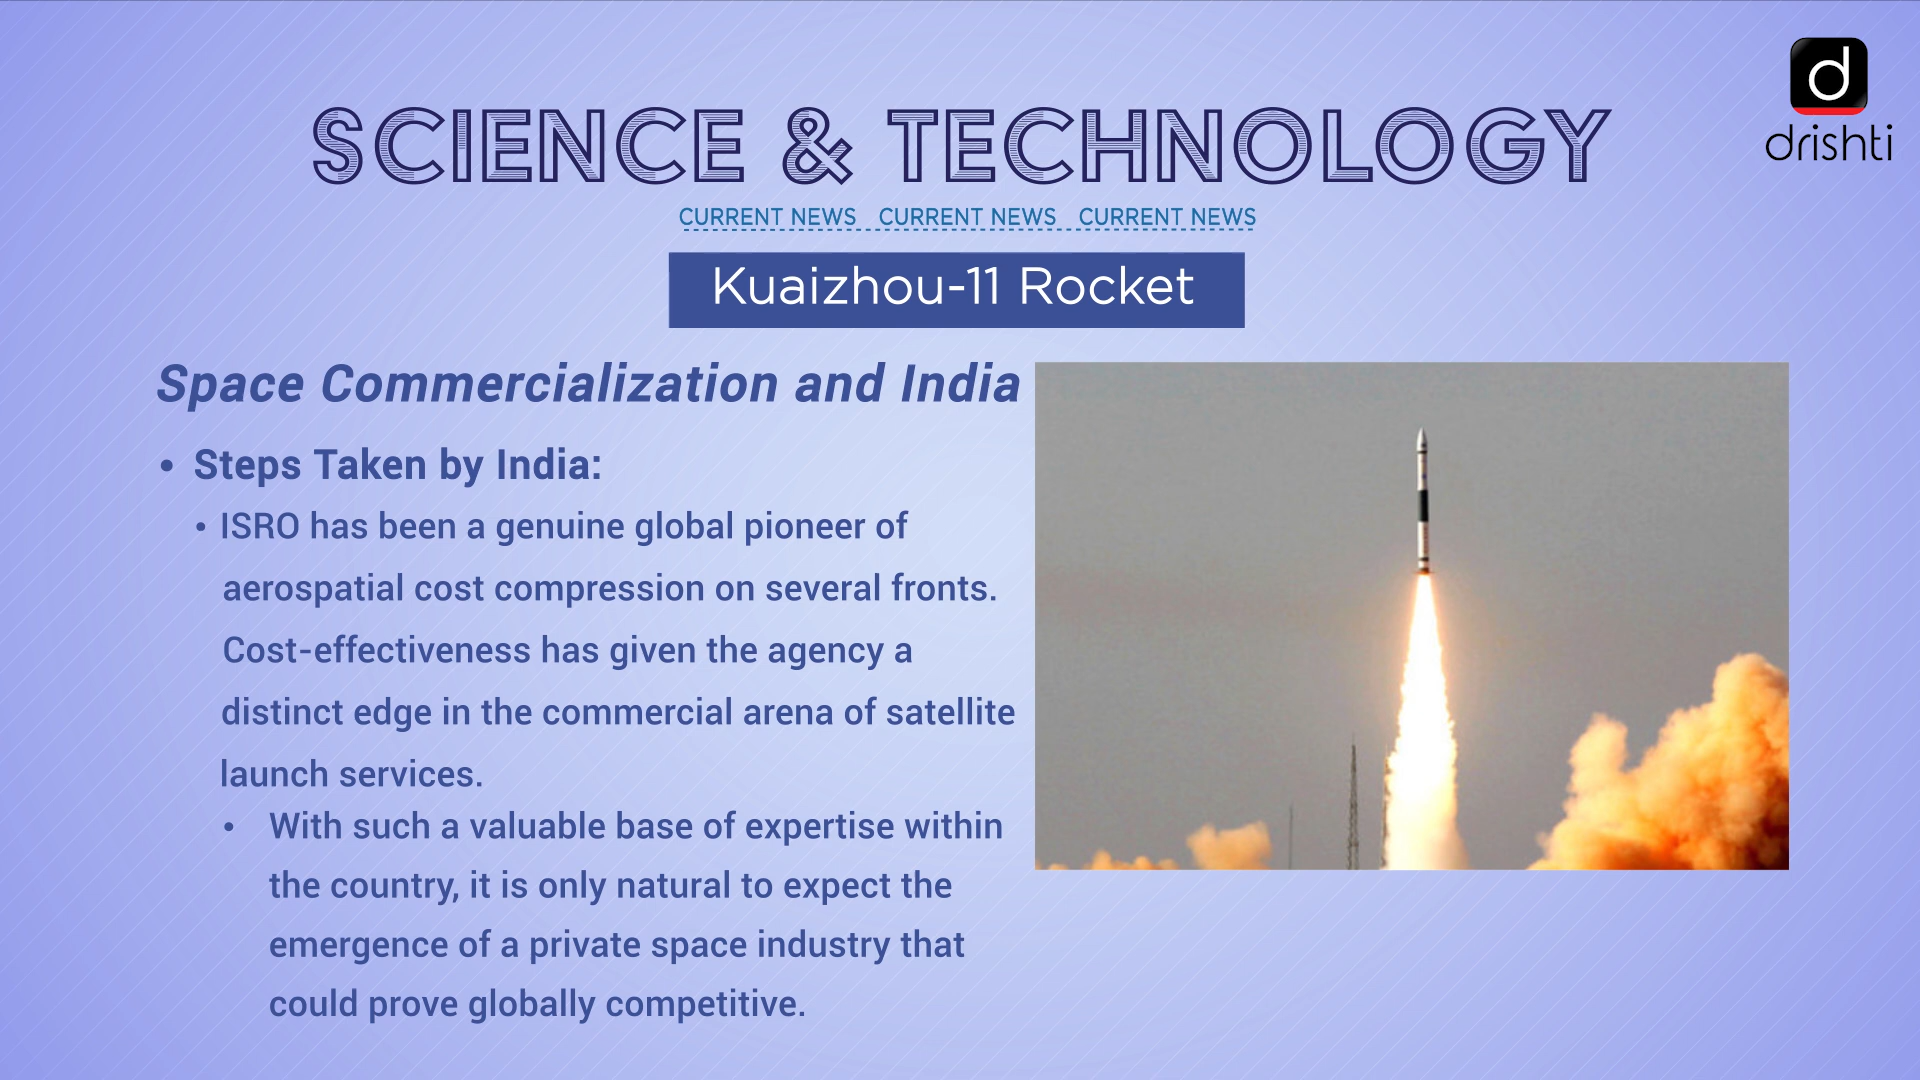 d
drishti
SCIENCE & TECHNOLOGY
CURRENT NEWS CURRENT NEWS CURRENT NEWS
Kuaizhou-11 Rocket
Space Commercialization and India
• Steps Taken by India:
• ISRO has been a genuine global pioneer of
aerospatial cost compression on several fronts.
Cost-effectiveness has given the agency a
distinct edge in the commercial arena of satellite
launch services.
• With such a valuable base of expertise within
the country, it is only natural to expect the
emergence of a private space industry that
could prove globally competitive.